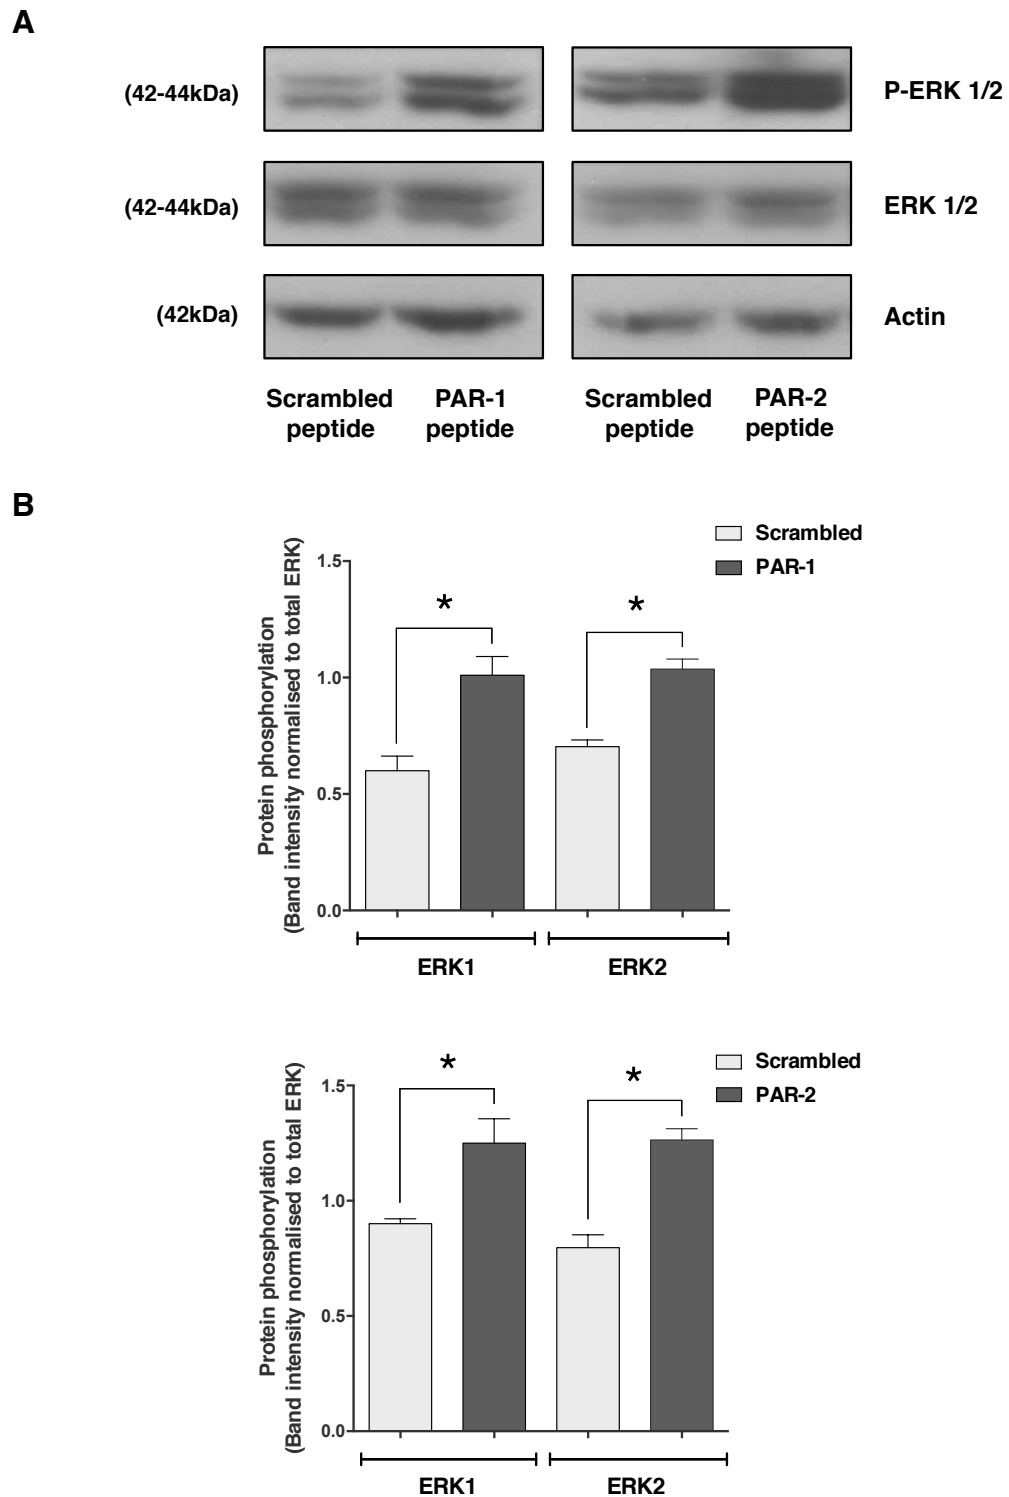 A
(42-44kDa)
P-ERK 1/2
(42-44kDa)
ERK 1/2
(42kDa)
Actin
Scrambled
peptide
PAR-1
peptide
Scrambled
peptide
PAR-2
peptide
B
Scrambled
PAR-1
Protein phosphorylation
(Band intensity normalised to total ERK)
1.5
1.0
0.5
0.0
*
*
ERK1
ERK2
Scrambled
PAR-2
Protein phosphorylation
(Band intensity normalised to total ERK)
1.5
1.0
0.5
0.0
*
*
ERK1
ERK2